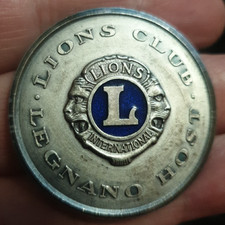 · LIONS CLUB ·
LEGNANO HOST
LIONS
L
INTERNATIONAL